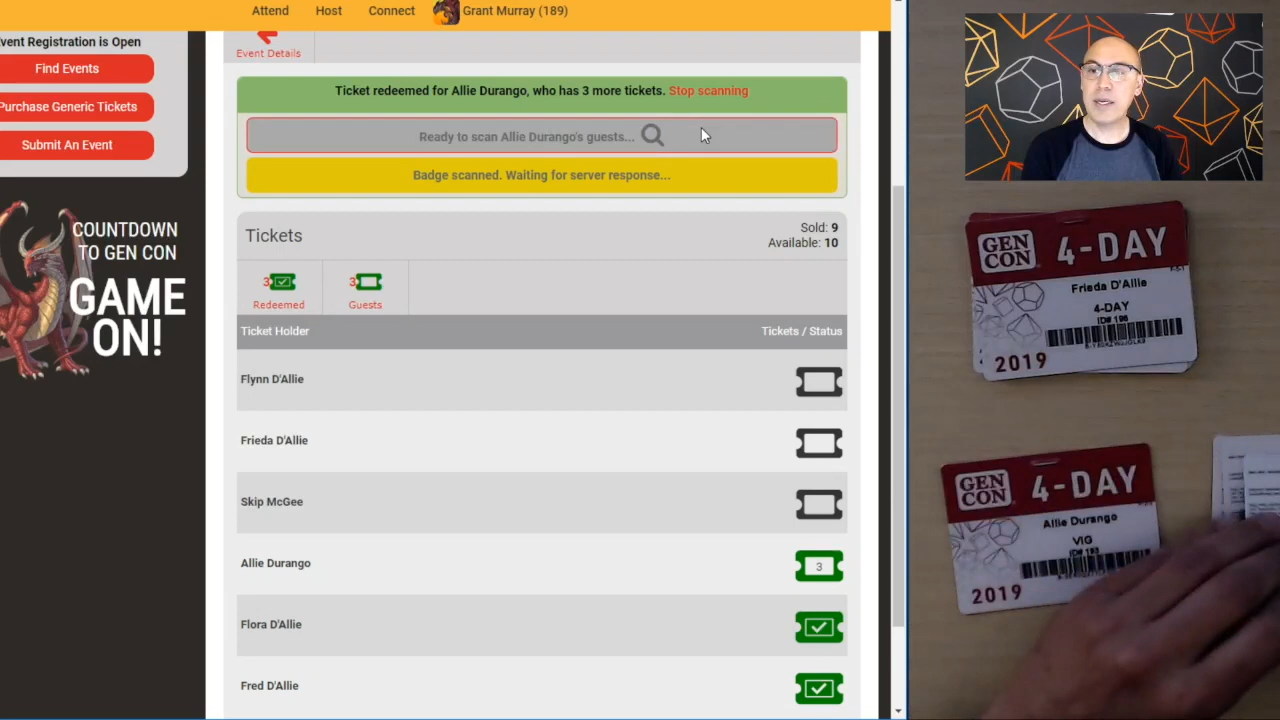 Attend
Host
Connect
Grant Murray (189)
vent Registration is Open
Find Events
Purchase Generic Tickets
Submit An Event
COUNTDOWN
TO GEN CON
GAME
ON!
Event Details
Ticket redeemed for Allie Durango, who has 3 more tickets. Stop scanning
Ready to scan Allie Durango's guests...
Badge scanned. Waiting for server response...
Tickets
Sold: 9
Available: 10
3
Redeemed
3
Guests
Ticket Holder
Tickets / Status
Flynn D'Allie
Frieda D'Allie
Skip McGee
Allie Durango
3
Flora D'Allie
Fred D'Allie
GEN
CON
4-DAY
Frieda D'Allie
4-DAY
ID# 196
2019
GEN
CON
4-DAY
Allie Durango
VIG
ID# 193
2019